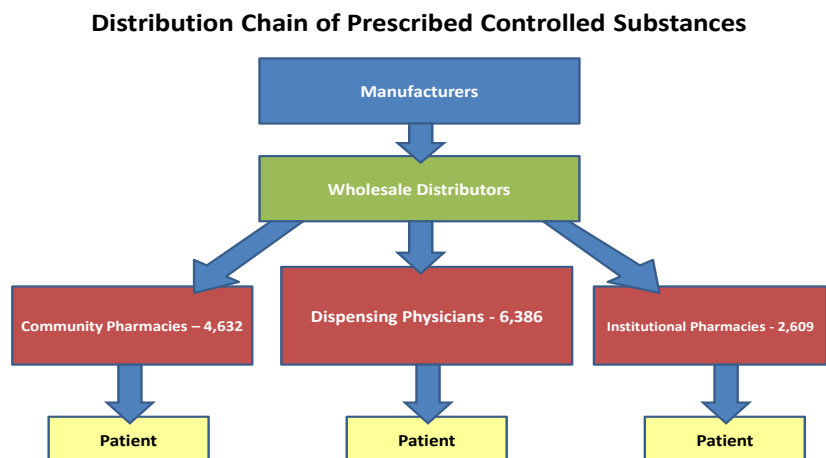 Distribution Chain of Prescribed Controlled Substances
Manufacturers
Wholesale Distributors
Community Pharmacies – 4,632
Dispensing Physicians - 6,386
Institutional Pharmacies - 2,609
Patient
Patient
Patient